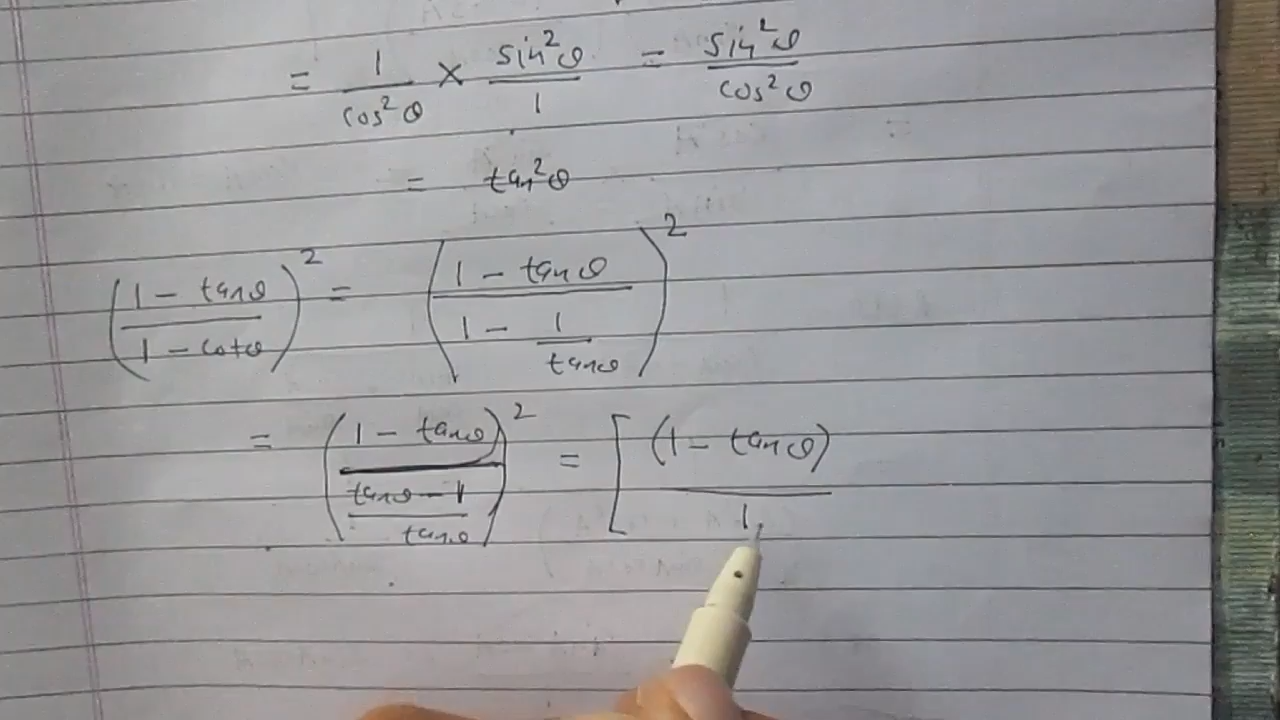 = 1/cos²θ × sin²θ/1 = sin²θ/cos²θ
= tan²θ
((1 - tanθ)/(1 - cotθ))² = ((1 - tanθ)/(1 - 1/tanθ))²
= ((1 - tanθ)/((tanθ - 1)/tanθ))² = [(1 - tanθ)/1